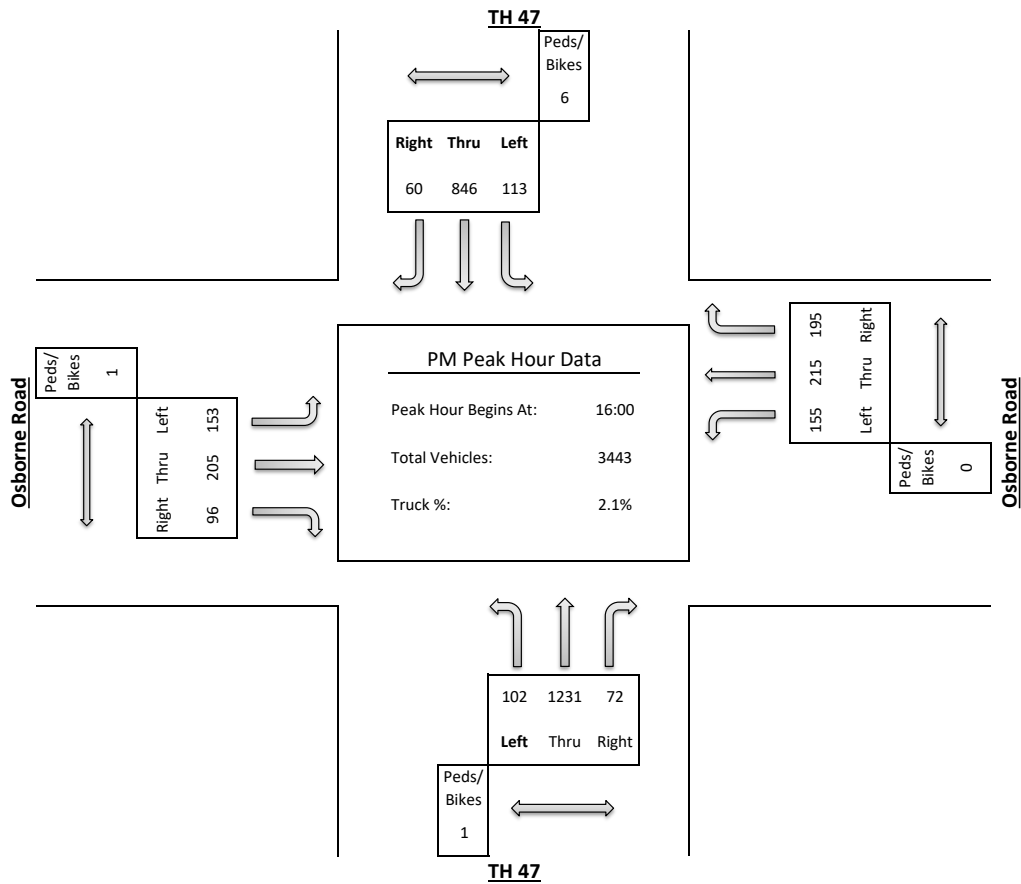 TH 47
Peds/
Bikes
6
Right Thru Left
60 846 113
Osborne Road
Peds/
Bikes
1
Left 153
Thru 205
Right 96
PM Peak Hour Data
Peak Hour Begins At: 16:00
Total Vehicles: 3443
Truck %: 2.1%
195 Right
215 Thru
155 Left
Peds/
Bikes
0
Osborne Road
102 1231 72
Left Thru Right
Peds/
Bikes
1
TH 47